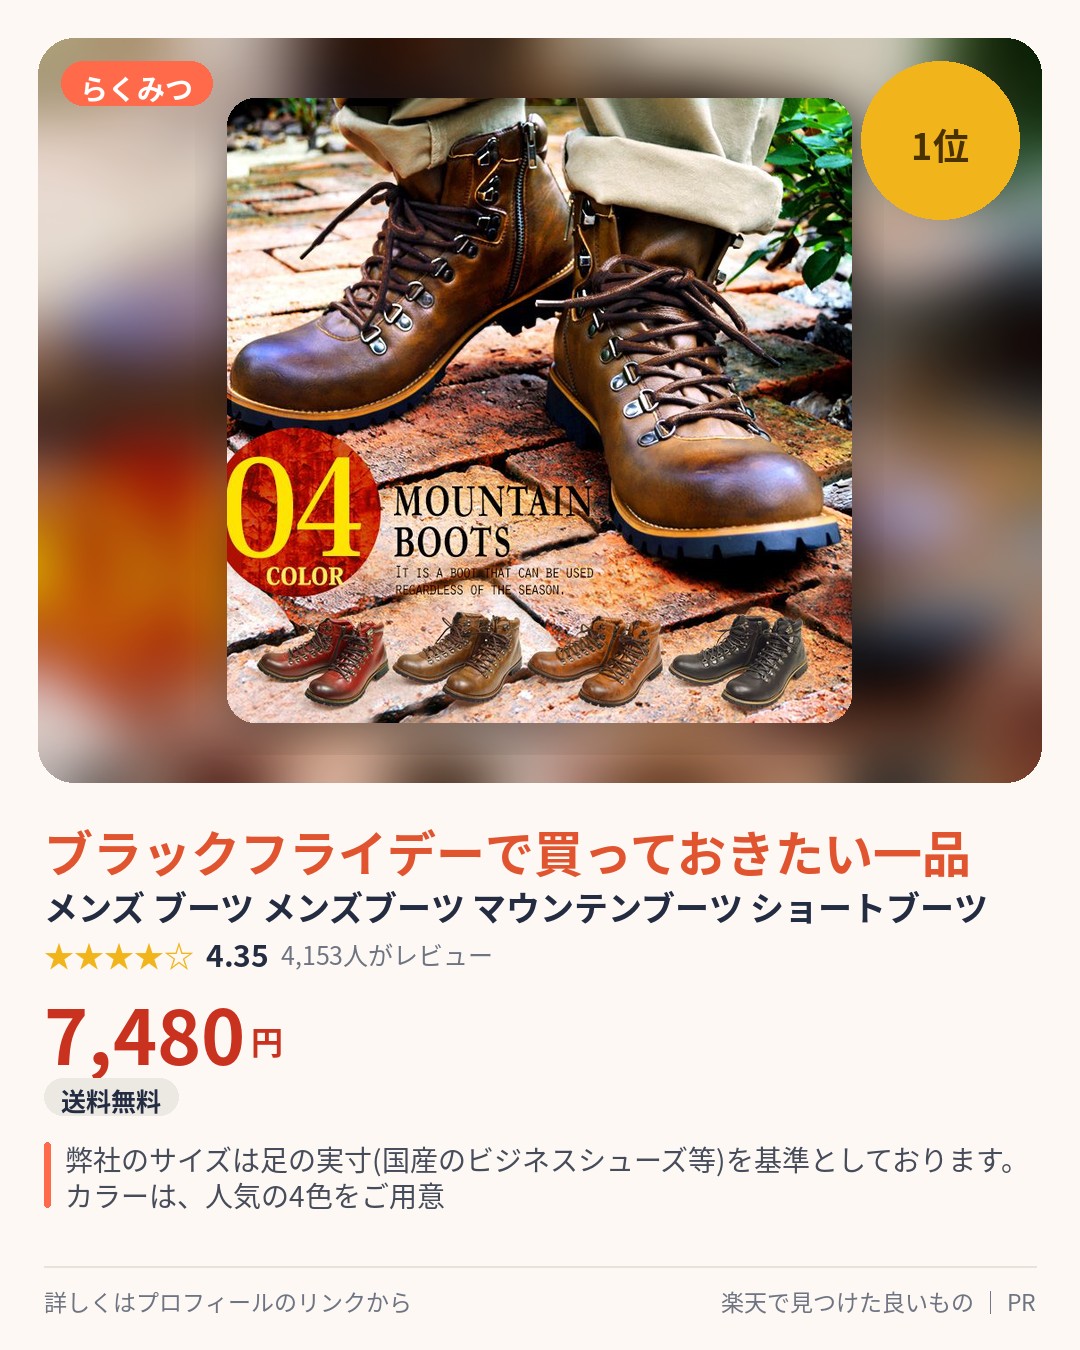 らくみつ
1位
04
COLOR
MOUNTAIN
BOOTS
IT IS A BOOT THAT CAN BE USED
REGARDLESS OF THE SEASON.
ブラックフライデーで買っておきたい一品
メンズ ブーツ メンズブーツ マウンテンブーツ ショートブーツ
★★★★☆ 4.35 4,153人がレビュー
7,480円
送料無料
弊社のサイズは足の実寸(国産のビジネスシューズ等)を基準としております。
カラーは、人気の4色をご用意
詳しくはプロフィールのリンクから
楽天で見つけた良いもの｜PR